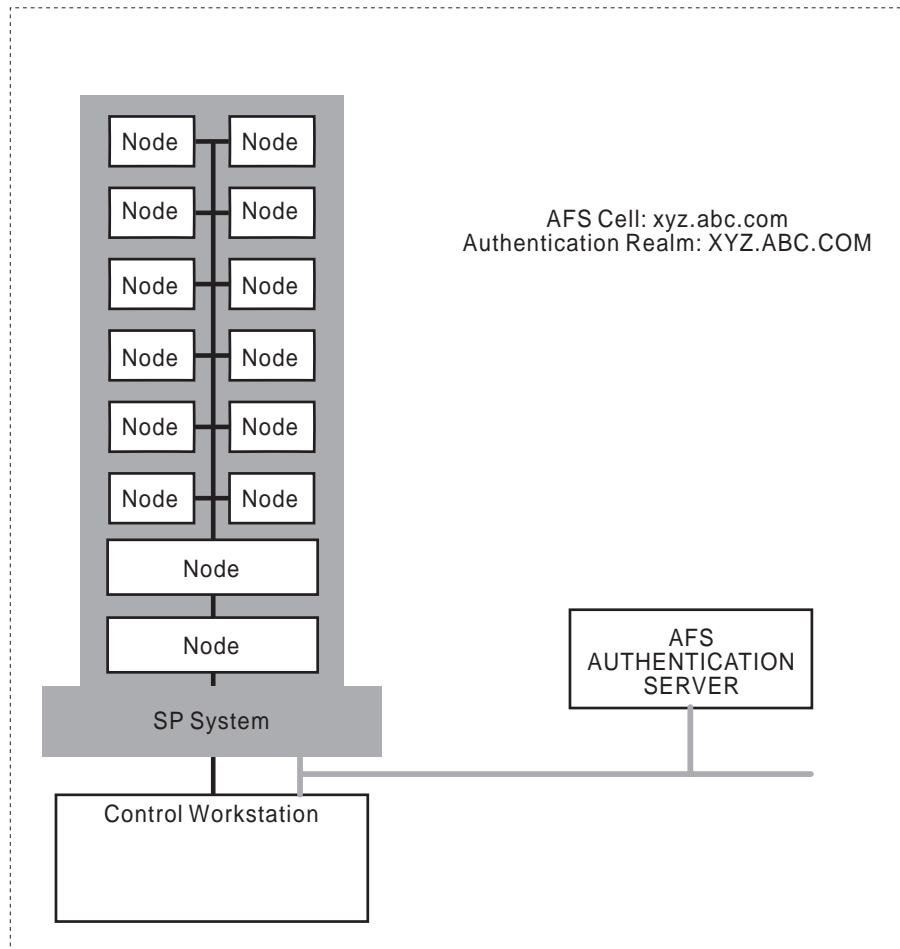 Node Node
Node Node
AFS Cell: xyz.abc.com
Authentication Realm: XYZ.ABC.COM
Node Node
Node Node
Node Node
Node Node
Node
Node
AFS
AUTHENTICATION
SERVER
SP System
Control Workstation